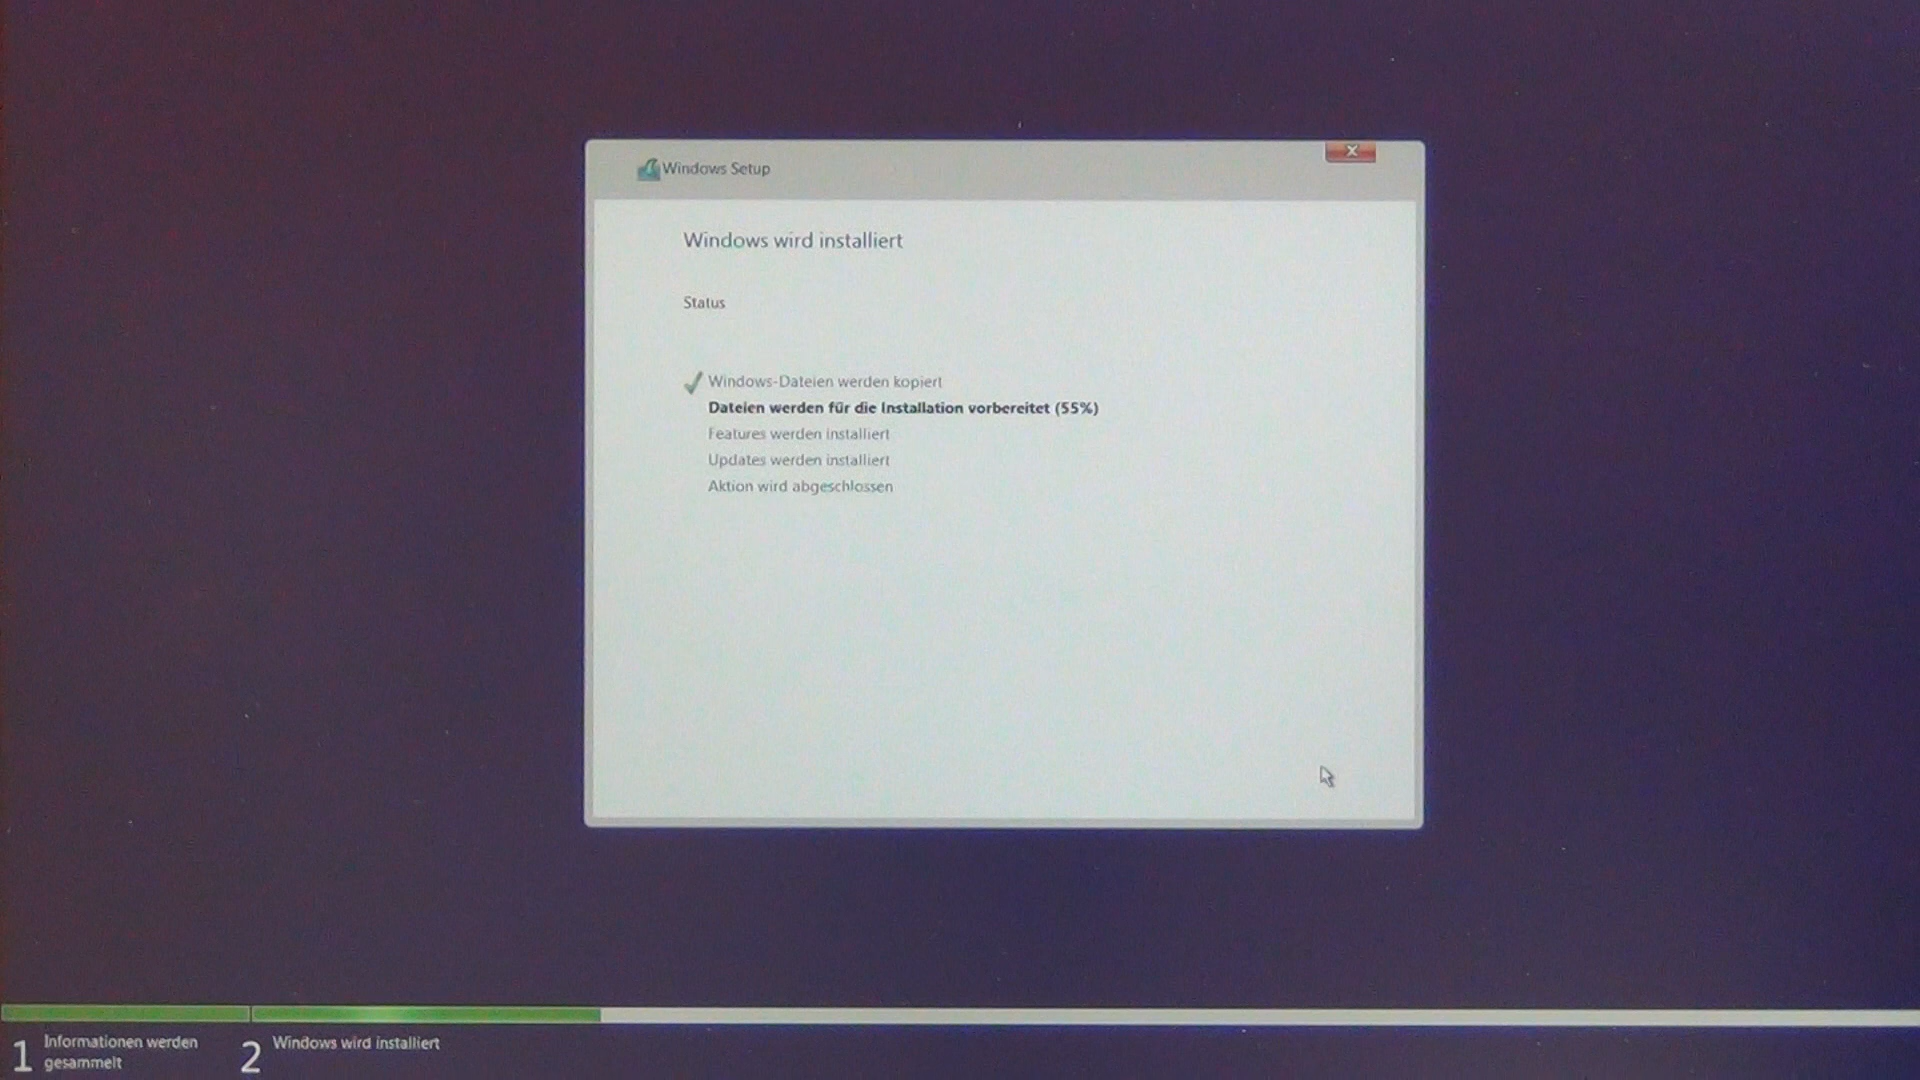 Windows Setup
Windows wird installiert
Status
Windows-Dateien werden kopiert
Dateien werden für die Installation vorbereitet (55%)
Features werden installiert
Updates werden installiert
Aktion wird abgeschlossen
1 Informationen werden
gesammelt
2 Windows wird installiert